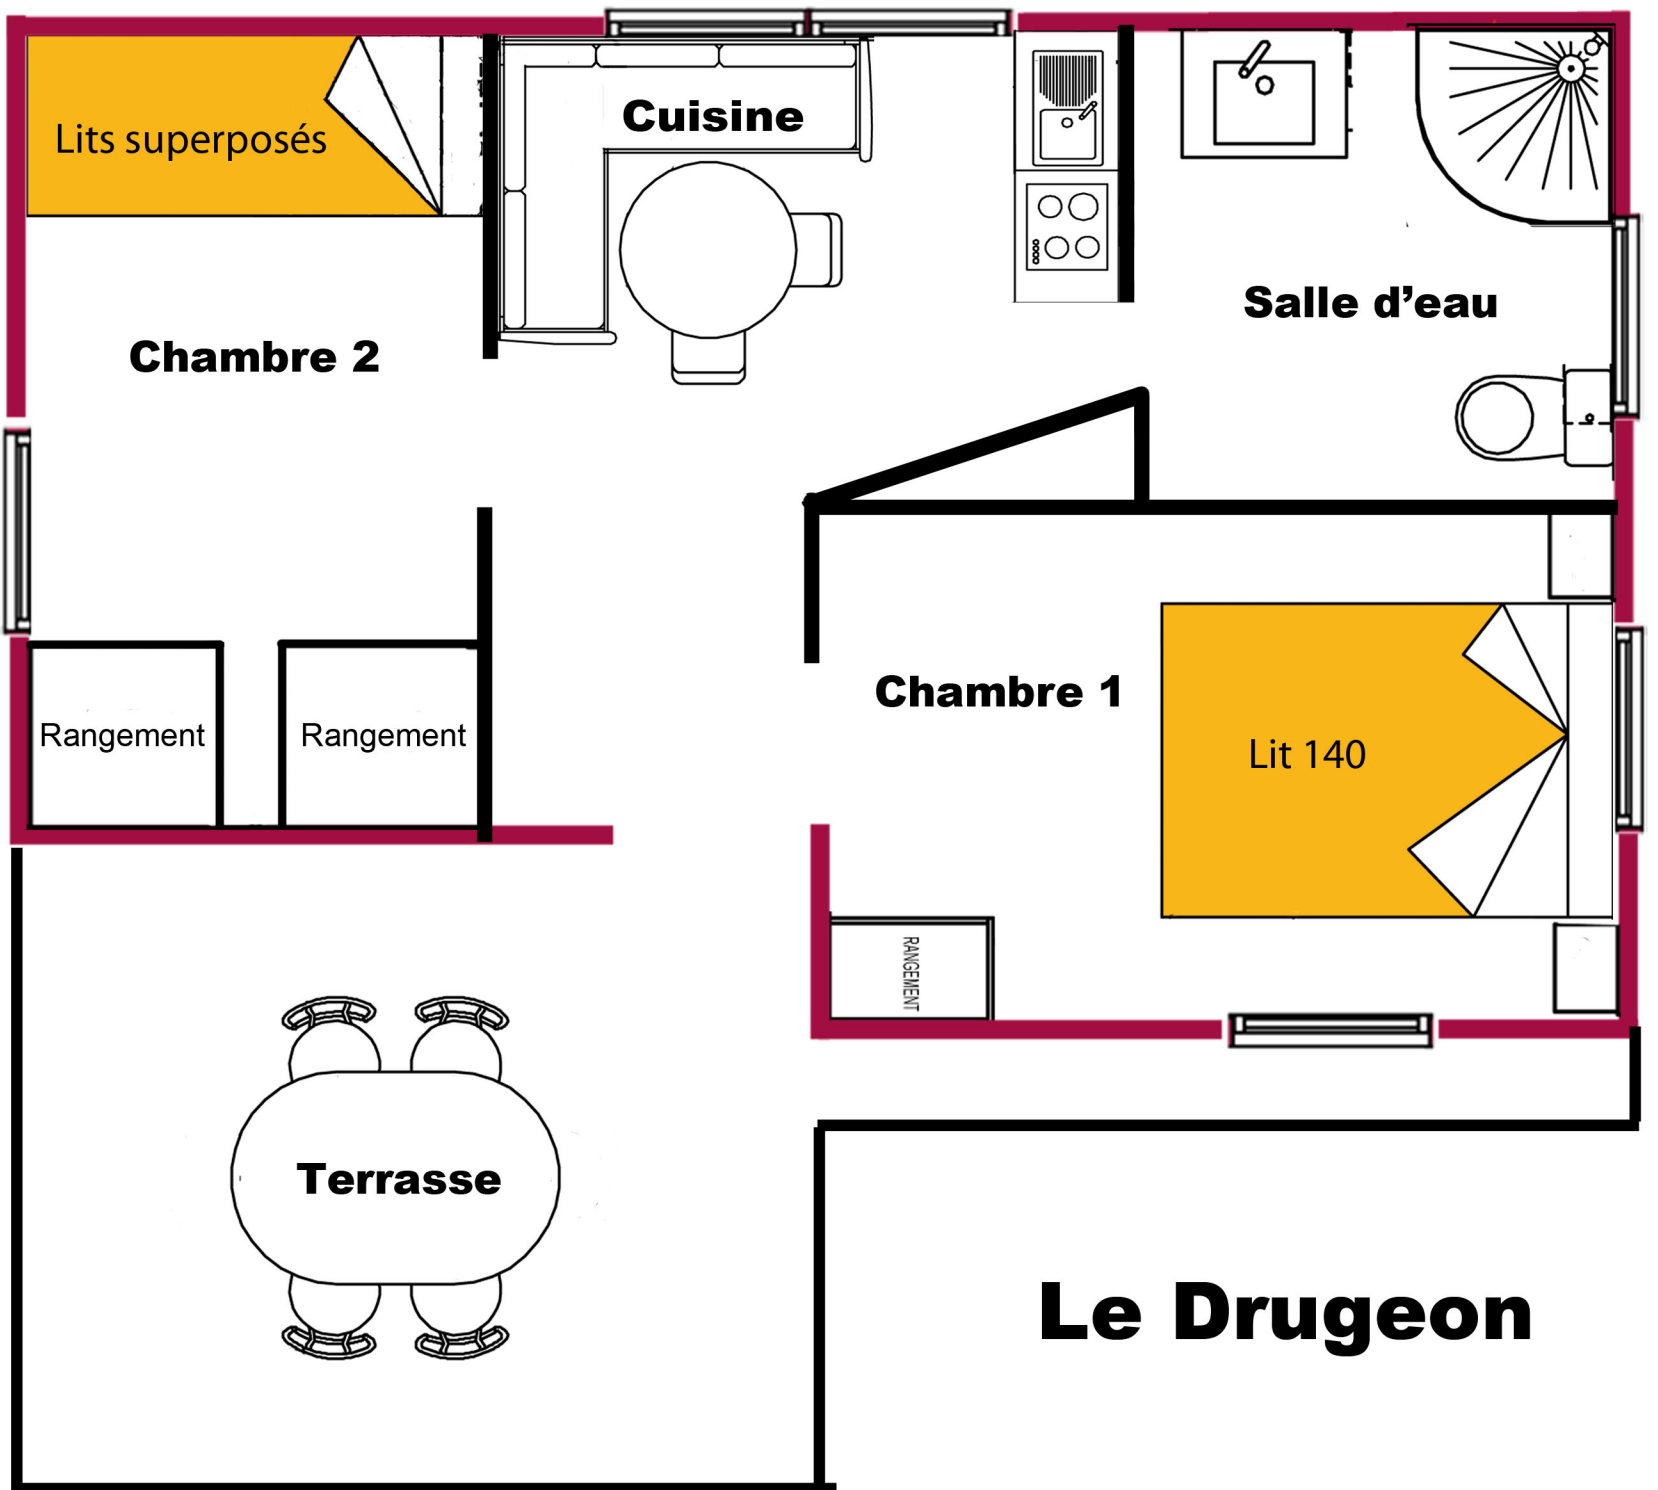 Lits superposés
Cuisine
Salle d’eau
Chambre 2
Chambre 1
Lit 140
Rangement
Rangement
RANGEMENT
Terrasse
Le Drugeon